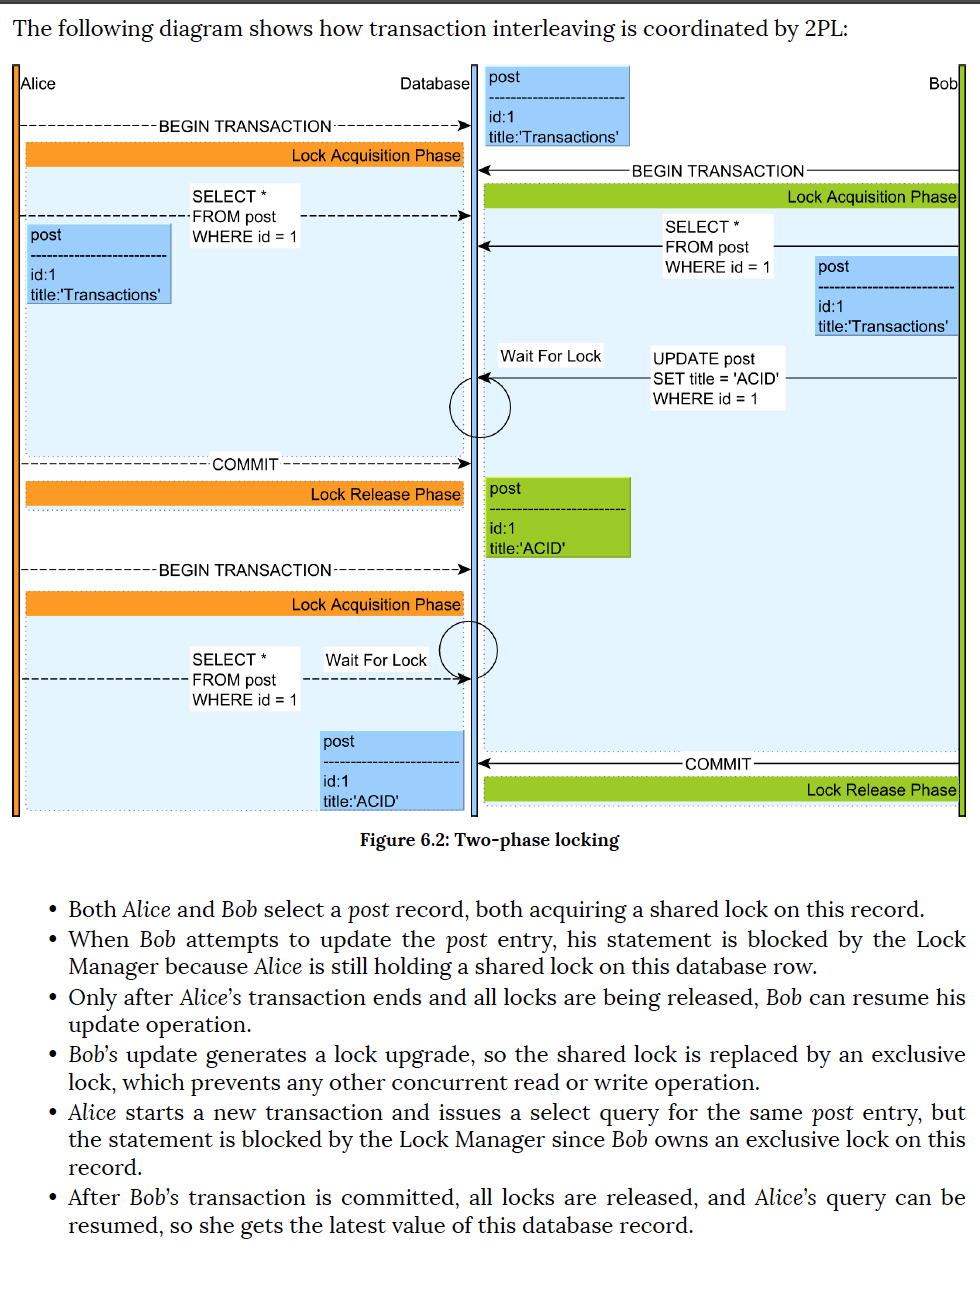 The following diagram shows how transaction interleaving is coordinated by 2PL:
Alice
Database
post
id:1
title:'Transactions'
Bob
BEGIN TRANSACTION
Lock Acquisition Phase
BEGIN TRANSACTION
Lock Acquisition Phase
SELECT *
FROM post
WHERE id = 1
post
id:1
title:'Transactions'
SELECT *
FROM post
WHERE id = 1
post
id:1
title:'Transactions'
Wait For Lock
UPDATE post
SET title = 'ACID'
WHERE id = 1
COMMIT
Lock Release Phase
post
id:1
title:'ACID'
BEGIN TRANSACTION
Lock Acquisition Phase
SELECT *
FROM post
WHERE id = 1
Wait For Lock
post
id:1
title:'ACID'
COMMIT
Lock Release Phase
Figure 6.2: Two-phase locking
• Both Alice and Bob select a post record, both acquiring a shared lock on this record.
• When Bob attempts to update the post entry, his statement is blocked by the Lock
Manager because Alice is still holding a shared lock on this database row.
• Only after Alice's transaction ends and all locks are being released, Bob can resume his
update operation.
• Bob's update generates a lock upgrade, so the shared lock is replaced by an exclusive
lock, which prevents any other concurrent read or write operation.
• Alice starts a new transaction and issues a select query for the same post entry, but
the statement is blocked by the Lock Manager since Bob owns an exclusive lock on this
record.
• After Bob's transaction is committed, all locks are released, and Alice's query can be
resumed, so she gets the latest value of this database record.